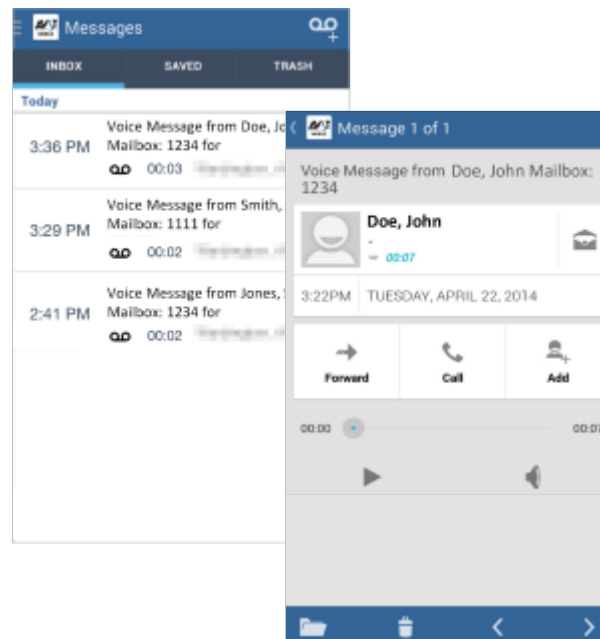 Messages
INBOX SAVED TRASH
Today
3:36 PM
Voice Message from Doe,
Mailbox: 1234 for
00:03
3:29 PM
Voice Message from Smith,
Mailbox: 1111 for
00:02
2:41 PM
Voice Message from Jones,
Mailbox: 1234 for
00:02
Message 1 of 1
Voice Message from Doe, John Mailbox:
1234
Doe, John
-
00:07
3:22PM TUESDAY, APRIL 22, 2014
Forward Call Add
00:00 00:07